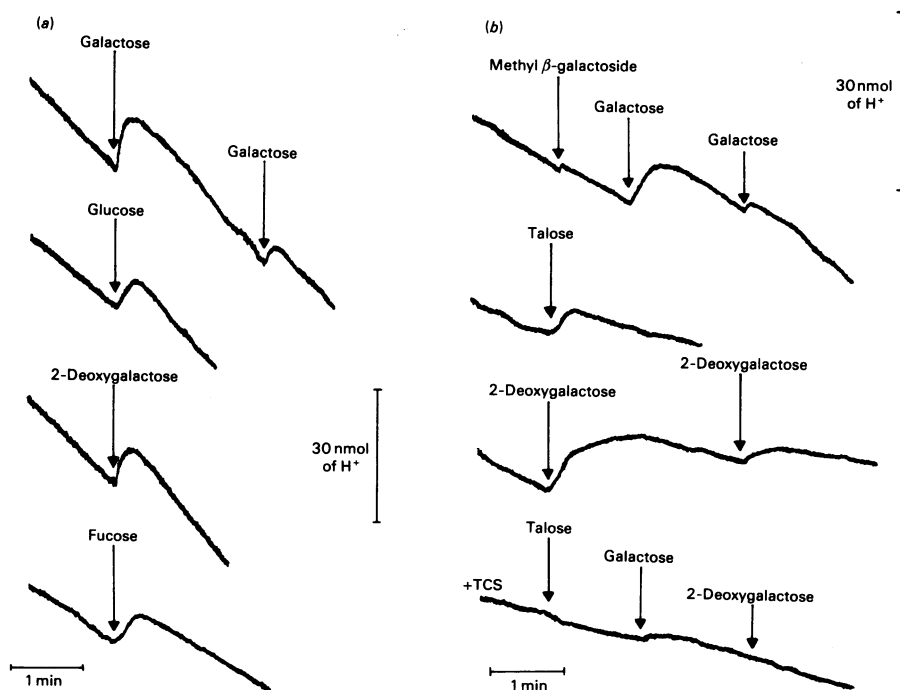 (a)
Galactose
Galactose
Glucose
2-Deoxygalactose
30 nmol
of H⁺
Fucose
1 min
(b)
Methyl β-galactoside
30 nmol
of H⁺
Galactose
Galactose
Talose
2-Deoxygalactose
2-Deoxygalactose
Talose
+TCS
Galactose
2-Deoxygalactose
1 min